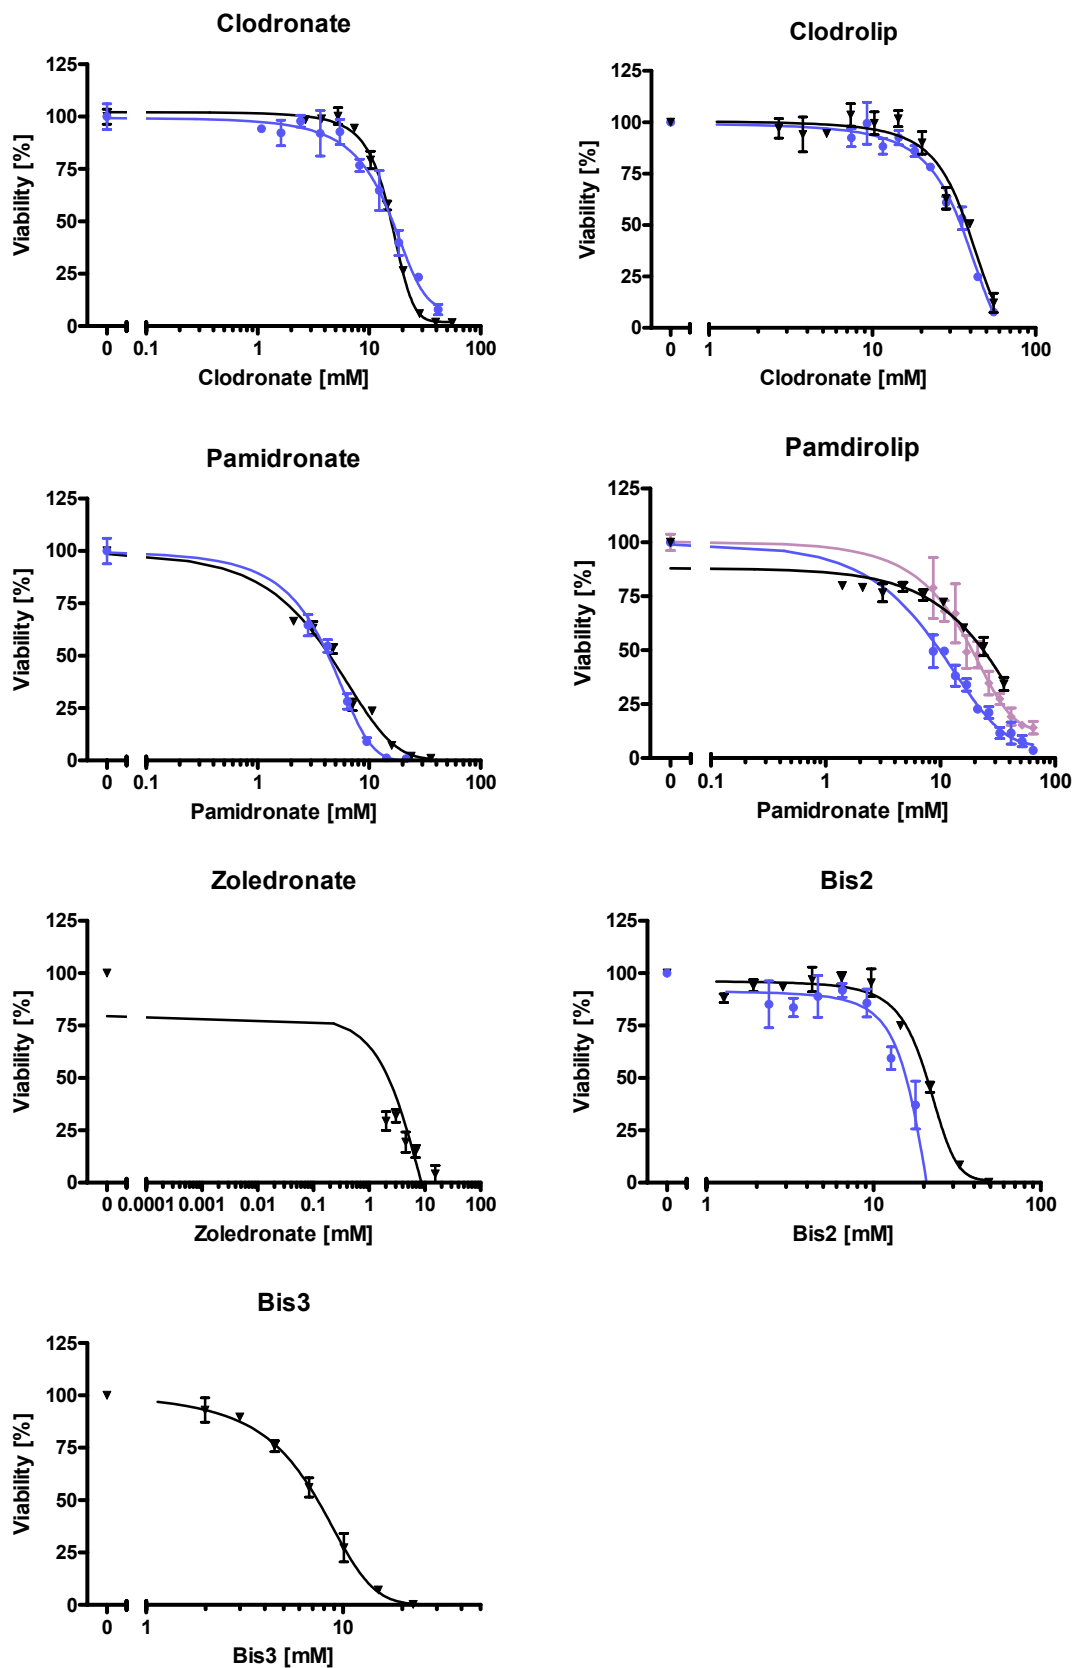 Clodronate
125
100
75
50
25
0
Viability [%]
0 0.1 1 10 100
Clodronate [mM]
Clodrolip
125
100
75
50
25
0
Viability [%]
0 1 10 100
Clodronate [mM]
Pamidronate
125
100
75
50
25
0
Viability [%]
0 0.1 1 10 100
Pamidronate [mM]
Pamdirolip
125
100
75
50
25
0
Viability [%]
0 0.1 1 10 100
Pamidronate [mM]
Zoledronate
125
100
75
50
25
0
Viability [%]
0 0.0001 0.001 0.01 0.1 1 10 100
Zoledronate [mM]
Bis2
125
100
75
50
25
0
Viability [%]
0 1 10 100
Bis2 [mM]
Bis3
125
100
75
50
25
0
Viability [%]
0 1 10
Bis3 [mM]